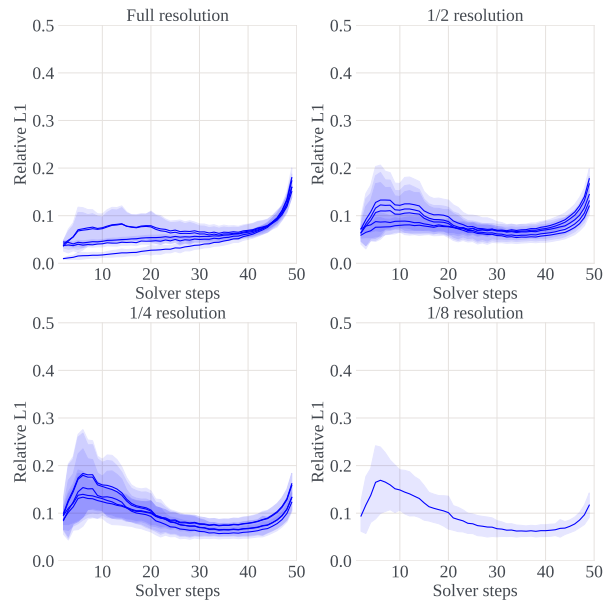 Full resolution
0.5
0.4
0.3
0.2
0.1
0.0
Relative L1
10 20 30 40 50
Solver steps
1/2 resolution
0.5
0.4
0.3
0.2
0.1
0.0
Relative L1
10 20 30 40 50
Solver steps
1/4 resolution
0.5
0.4
0.3
0.2
0.1
0.0
Relative L1
10 20 30 40 50
Solver steps
1/8 resolution
0.5
0.4
0.3
0.2
0.1
0.0
Relative L1
10 20 30 40 50
Solver steps